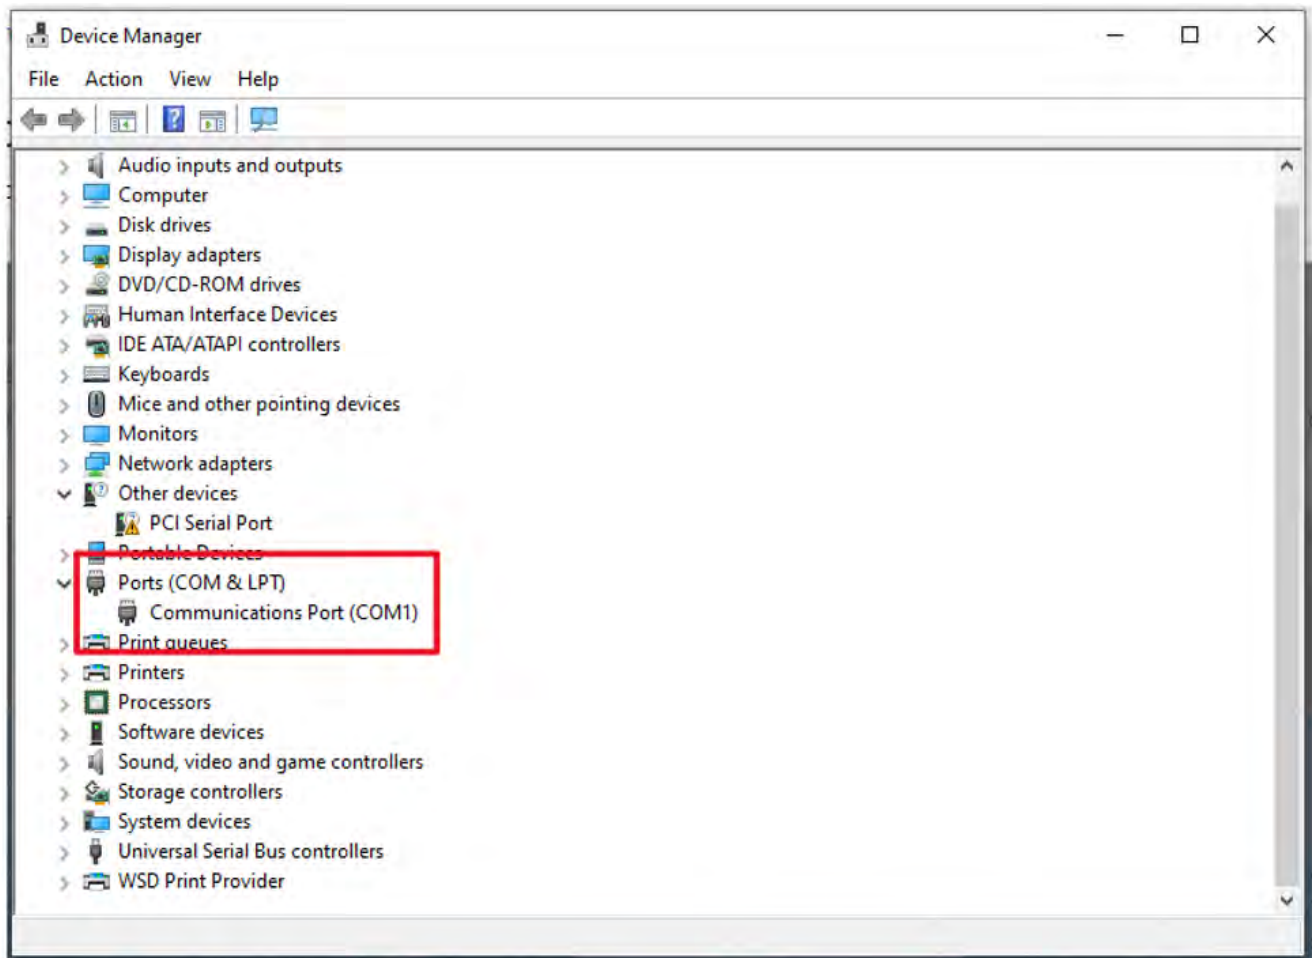 Device Manager
File Action View Help
Audio inputs and outputs
Computer
Disk drives
Display adapters
DVD/CD-ROM drives
Human Interface Devices
IDE ATA/ATAPI controllers
Keyboards
Mice and other pointing devices
Monitors
Network adapters
Other devices
PCI Serial Port
Portable Devices
Ports (COM & LPT)
Communications Port (COM1)
Print queues
Printers
Processors
Software devices
Sound, video and game controllers
Storage controllers
System devices
Universal Serial Bus controllers
WSD Print Provider